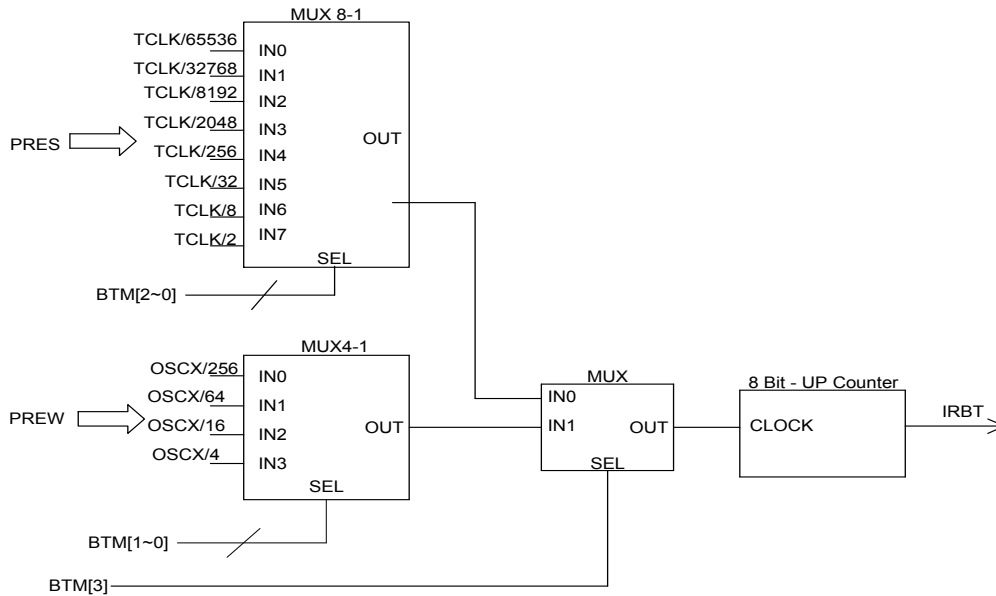 MUX 8-1
TCLK/65536
IN0
TCLK/32768
IN1
TCLK/8192
IN2
TCLK/2048
IN3
PRES
OUT
TCLK/256
IN4
TCLK/32
IN5
TCLK/8
IN6
TCLK/2
IN7
SEL
BTM[2~0]
MUX4-1
OSCX/256
IN0
OSCX/64
IN1
PREW
OSCX/16
IN2
OUT
OSCX/4
IN3
SEL
BTM[1~0]
MUX
IN0
IN1
OUT
SEL
8 Bit - UP Counter
CLOCK
IRBT
BTM[3]